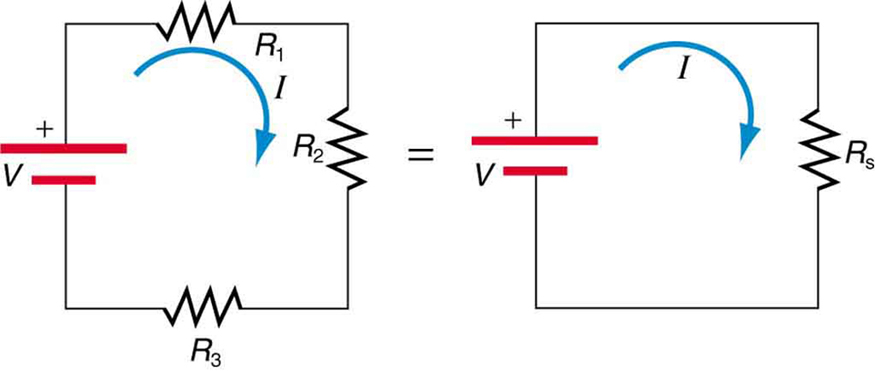 R1
I
+
V
R2
R3
=
+
V
I
Rs